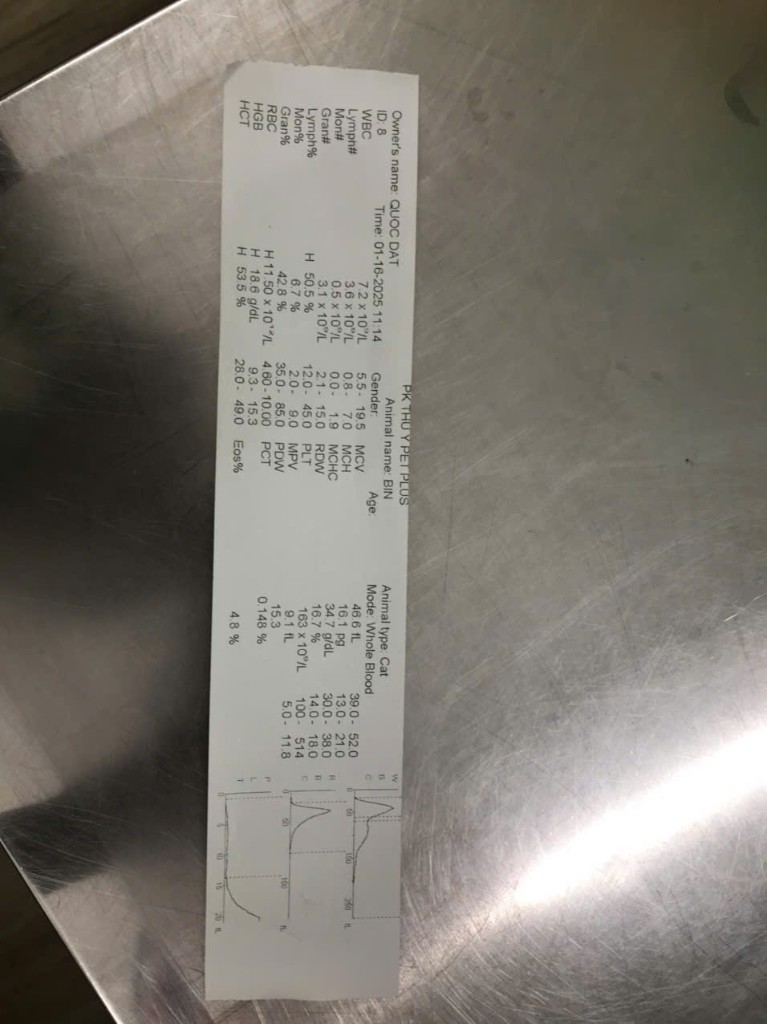 PK THU Y PET PLUS
Owner's name: QUOC DAT Animal name: BIN Animal type: Cat
ID: 8 Time: 01-16-2025 11:14 Gender: Age: Mode: Whole Blood
WBC 7.2 x 10⁹/L 5.5 - 19.5 MCV 46.6 fL 39.0 - 52.0
Lymph# 3.6 x 10⁹/L 0.8 - 7.0 MCH 16.1 pg 13.0 - 21.0
Mon# 0.5 x 10⁹/L 0.0 - 1.9 MCHC 34.7 g/dL 30.0 - 38.0
Gran# 3.1 x 10⁹/L 2.1 - 15.0 RDW 16.7 % 14.0 - 18.0
Lymph% H 50.5 % 12.0 - 45.0 PLT 163 x 10⁹/L 100 - 514
Mon% 6.7 % 2.0 - 9.0 MPV 9.1 fL 5.0 - 11.8
Gran% 42.8 % 35.0 - 85.0 PDW 15.3
RBC H 11.50 x 10¹²/L 4.60 - 10.00 PCT 0.148 %
HGB H 18.6 g/dL 9.3 - 15.3
HCT H 53.5 % 28.0 - 49.0 Eos% 4.8 %
W
B
C
R
B
C
0 50 100 fL
P
L
T
0 5 10 15 20 fL